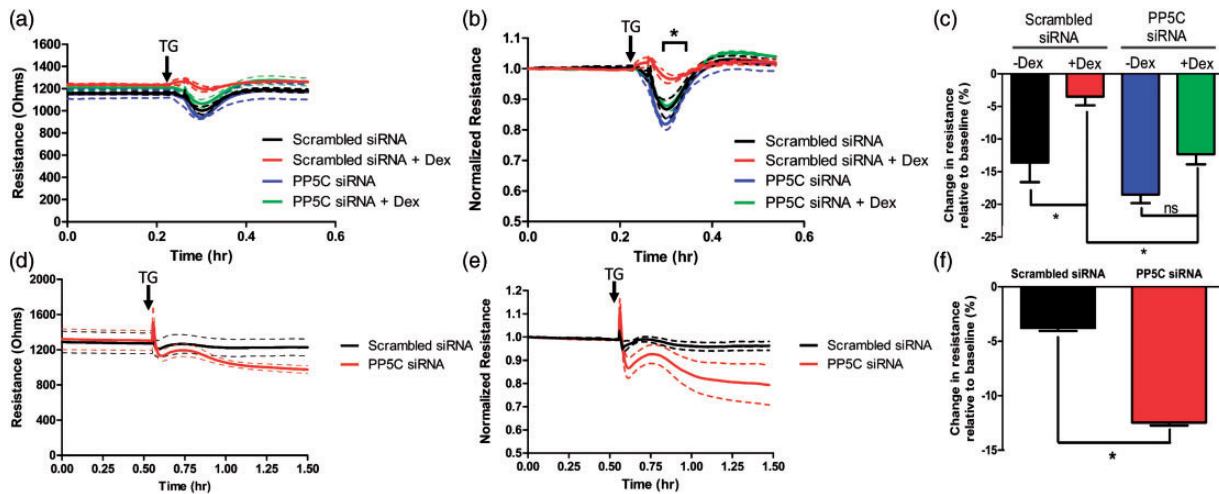 (a)
TG
1600
1400
1200
1000
800
600
400
200
0
Resistance (Ohms)
0.0
0.2
0.4
0.6
Time (hr)
Scrambled siRNA
Scrambled siRNA + Dex
PP5C siRNA
PP5C siRNA + Dex
(b)
TG
*
1.1
1.0
0.9
0.8
0.7
0.6
0.5
Normalized Resistance
0.0
0.2
0.4
0.6
Time (hr)
Scrambled siRNA
Scrambled siRNA + Dex
PP5C siRNA
PP5C siRNA + Dex
(c)
Scrambled
siRNA
PP5C
siRNA
-Dex
+Dex
-Dex
+Dex
0
-5
-10
-15
-20
-25
Change in resistance
relative to baseline (%)
*
ns
*
(d)
TG
2000
1600
1200
800
400
0
Resistance (Ohms)
0.00
0.25
0.50
0.75
1.00
1.25
1.50
Time (hr)
Scrambled siRNA
PP5C siRNA
(e)
TG
1.2
1.1
1.0
0.9
0.8
0.7
0.6
0.5
Normalized Resistance
0.00
0.25
0.50
0.75
1.00
1.25
1.50
Time (hr)
Scrambled siRNA
PP5C siRNA
(f)
Scrambled siRNA
PP5C siRNA
0
-5
-10
-15
Change in resistance
relative to baseline (%)
*